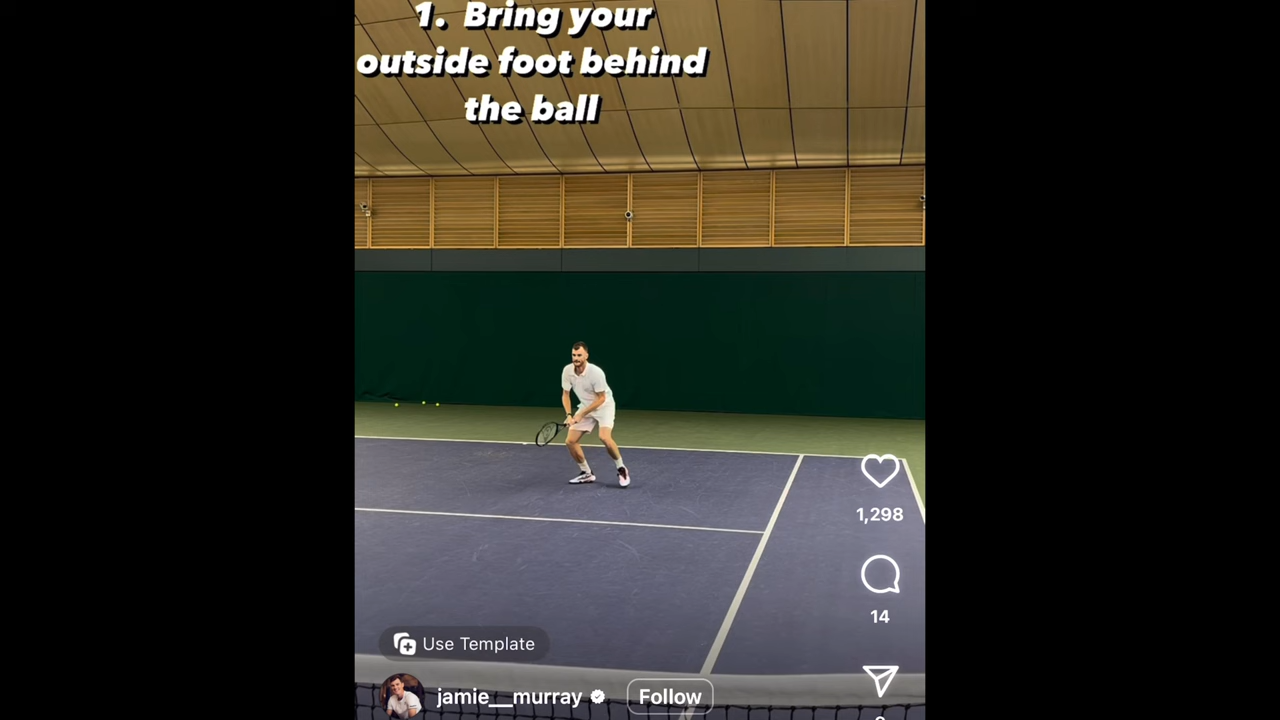 1. Bring your
outside foot behind
the ball
1,298
14
Use Template
jamie__murray
Follow